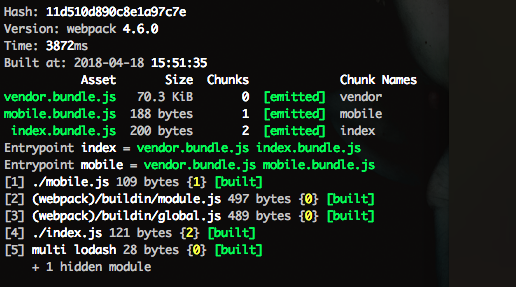 Hash: 11d510d890c8e1a97c7e
Version: webpack 4.6.0
Time: 3872ms
Built at: 2018-04-18 15:51:35
Asset Size Chunks Chunk Names
vendor.bundle.js 70.3 KiB 0 [emitted] vendor
mobile.bundle.js 188 bytes 1 [emitted] mobile
index.bundle.js 200 bytes 2 [emitted] index
Entrypoint index = vendor.bundle.js index.bundle.js
Entrypoint mobile = vendor.bundle.js mobile.bundle.js
[1] ./mobile.js 109 bytes {1} [built]
[2] (webpack)/buildin/module.js 497 bytes {0} [built]
[3] (webpack)/buildin/global.js 489 bytes {0} [built]
[4] ./index.js 121 bytes {2} [built]
[5] multi lodash 28 bytes {0} [built]
+ 1 hidden module